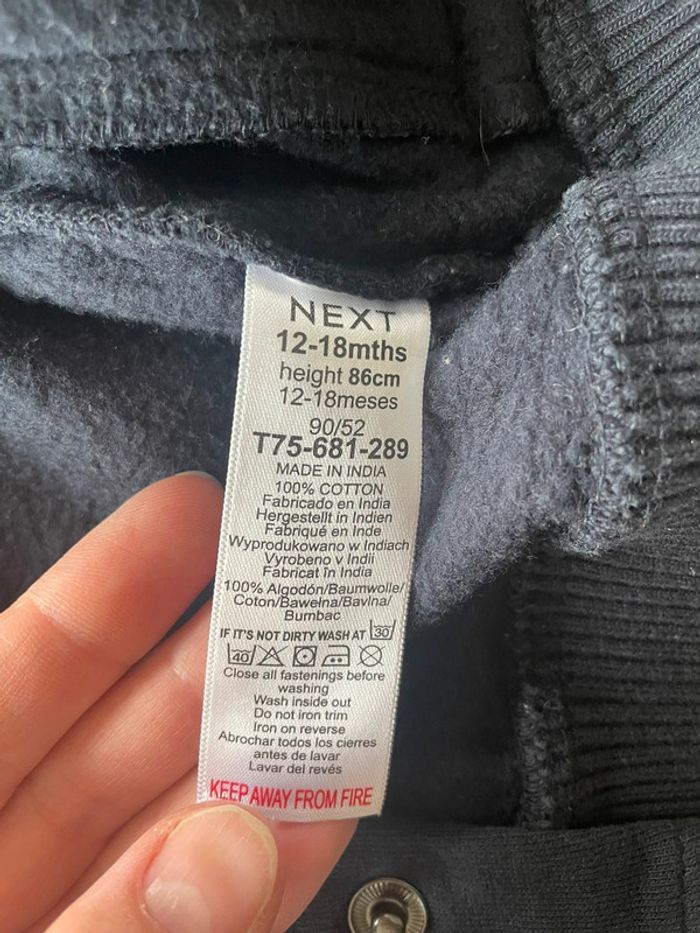 NEXT
12-18mths
height 86cm
12-18meses
90/52
T75-681-289
MADE IN INDIA
100% COTTON
Fabricado en India
Hergestellt in Indien
Fabriqué en Inde
Wyprodukowano w Indiach
Vyrobeno v Indii
Fabricat în India
100% Algodón/Baumwolle/
Coton/Bawełna/Bavlna/
Bumbac
IF IT'S NOT DIRTY WASH AT 30
40
Close all fastenings before
washing
Wash inside out
Do not iron trim
Iron on reverse
Abrochar todos los cierres
antes de lavar
Lavar del revés
KEEP AWAY FROM FIRE